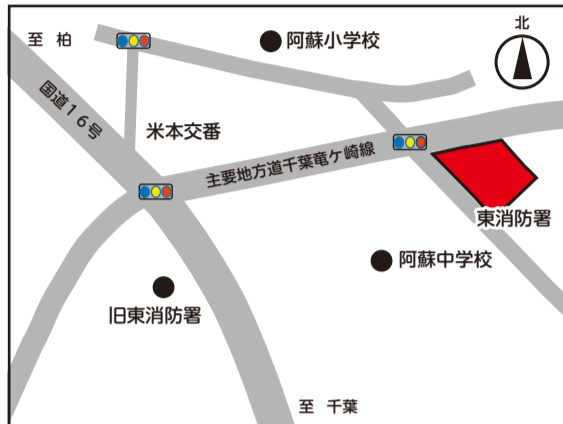 至 柏
阿蘇小学校
北
国道16号
米本交番
主要地方道千葉竜ケ崎線
東消防署
阿蘇中学校
旧東消防署
至 千葉